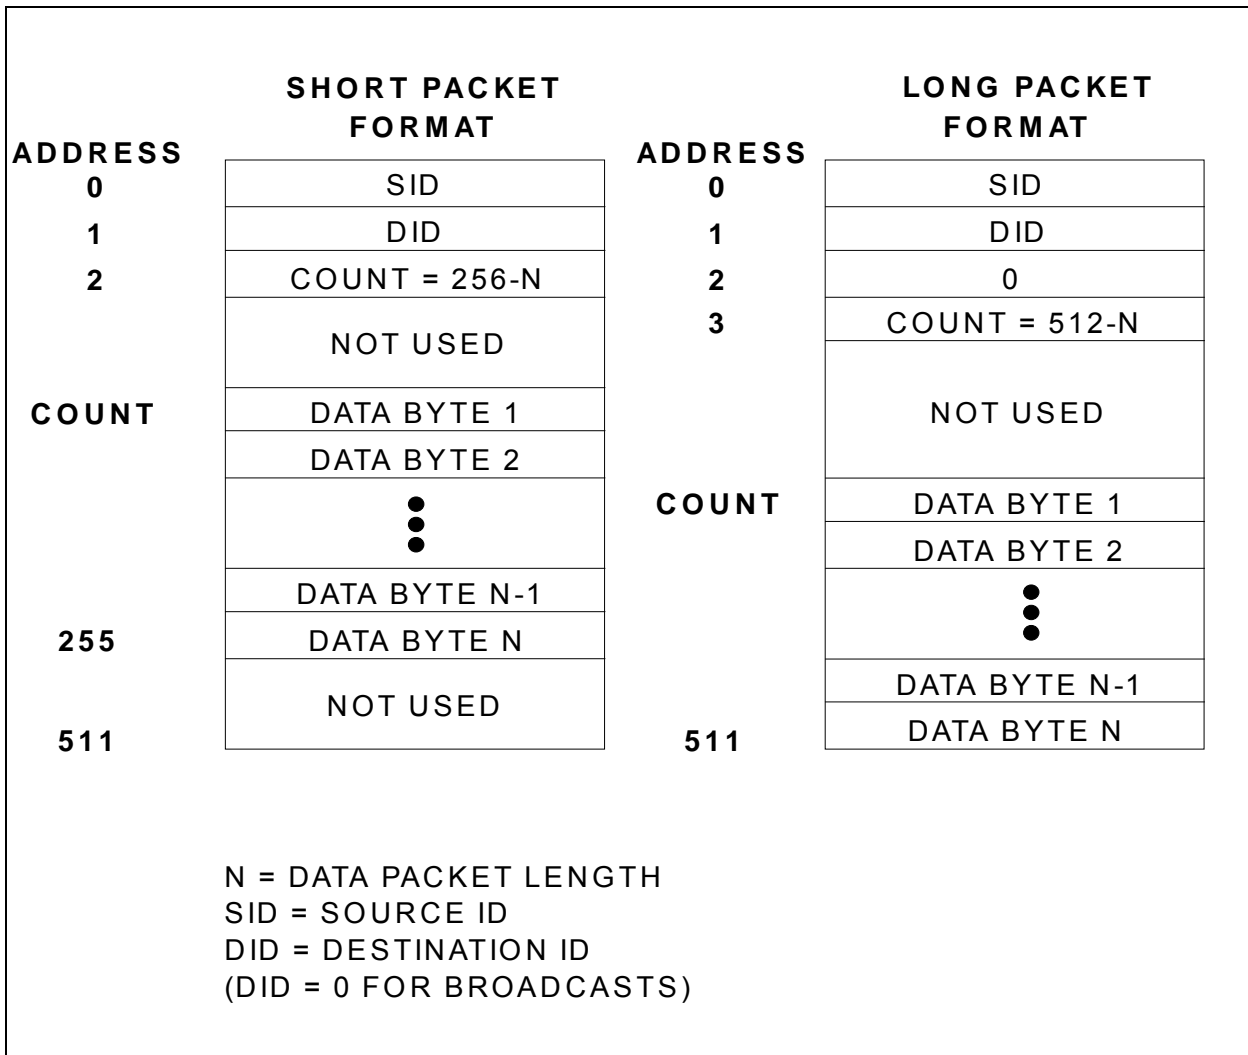 SHORT PACKET
FORMAT
ADDRESS
0 SID
1 DID
2 COUNT = 256-N
NOT USED
COUNT DATA BYTE 1
DATA BYTE 2
DATA BYTE N-1
255 DATA BYTE N
NOT USED
511
LONG PACKET
FORMAT
ADDRESS
0 SID
1 DID
2 0
3 COUNT = 512-N
NOT USED
COUNT DATA BYTE 1
DATA BYTE 2
DATA BYTE N-1
511 DATA BYTE N
N = DATA PACKET LENGTH
SID = SOURCE ID
DID = DESTINATION ID
(DID = 0 FOR BROADCASTS)